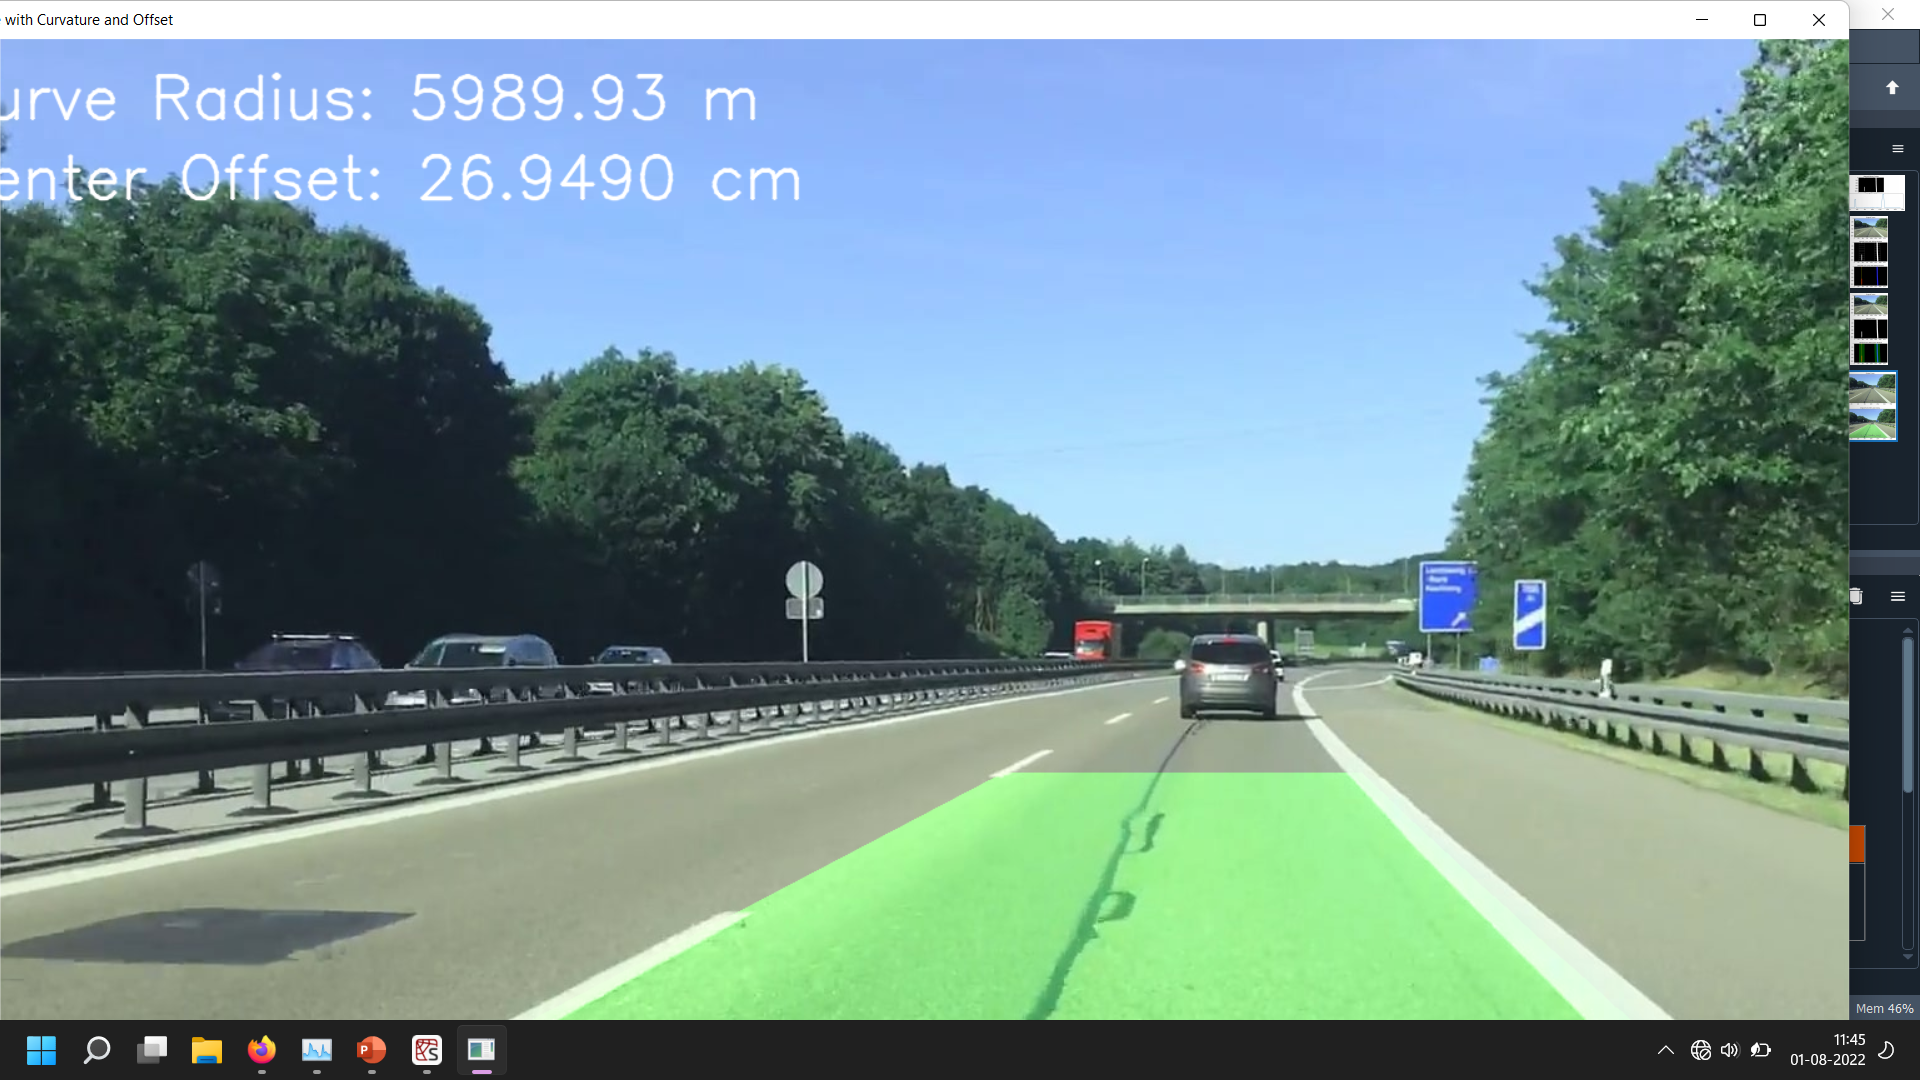 with Curvature and Offset
urve Radius: 5989.93 m
enter Offset: 26.9490 cm
Mem 46%
11:45
01-08-2022